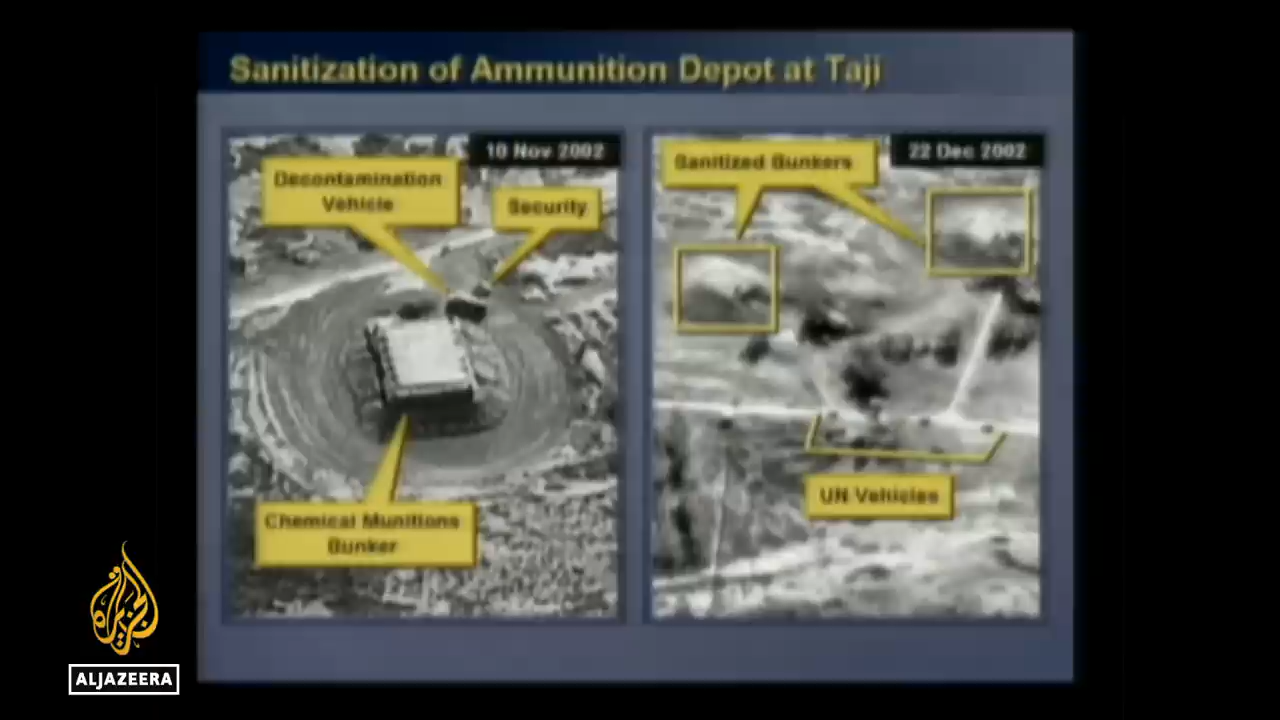 Sanitization of Ammunition Depot at Taji
10 Nov 2002
Decontamination
Vehicle
Security
Chemical Munitions
Bunker
22 Dec 2002
Sanitized Bunkers
UN Vehicles
الجزيرة
ALJAZEERA